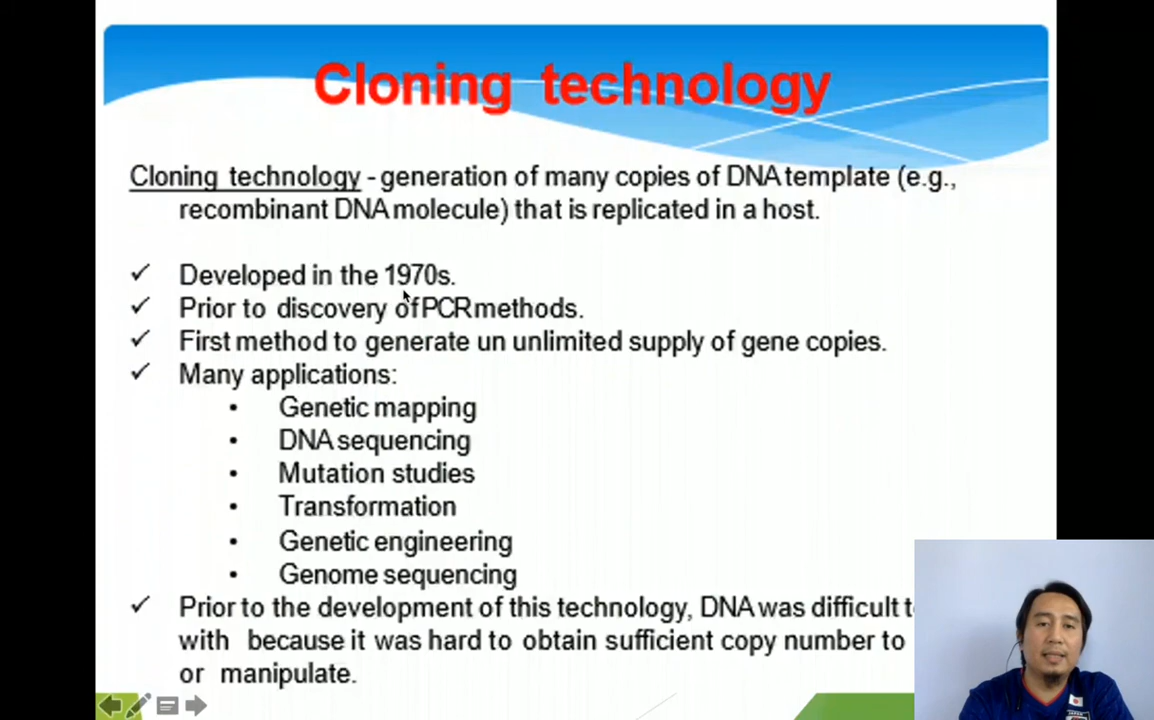 Cloning technology
Cloning technology - generation of many copies of DNA template (e.g.,
recombinant DNA molecule) that is replicated in a host.
✓ Developed in the 1970s.
✓ Prior to discovery of PCR methods.
✓ First method to generate un unlimited supply of gene copies.
✓ Many applications:
• Genetic mapping
• DNA sequencing
• Mutation studies
• Transformation
• Genetic engineering
• Genome sequencing
✓ Prior to the development of this technology, DNA was difficult
with because it was hard to obtain sufficient copy number to
or manipulate.
JAPAN